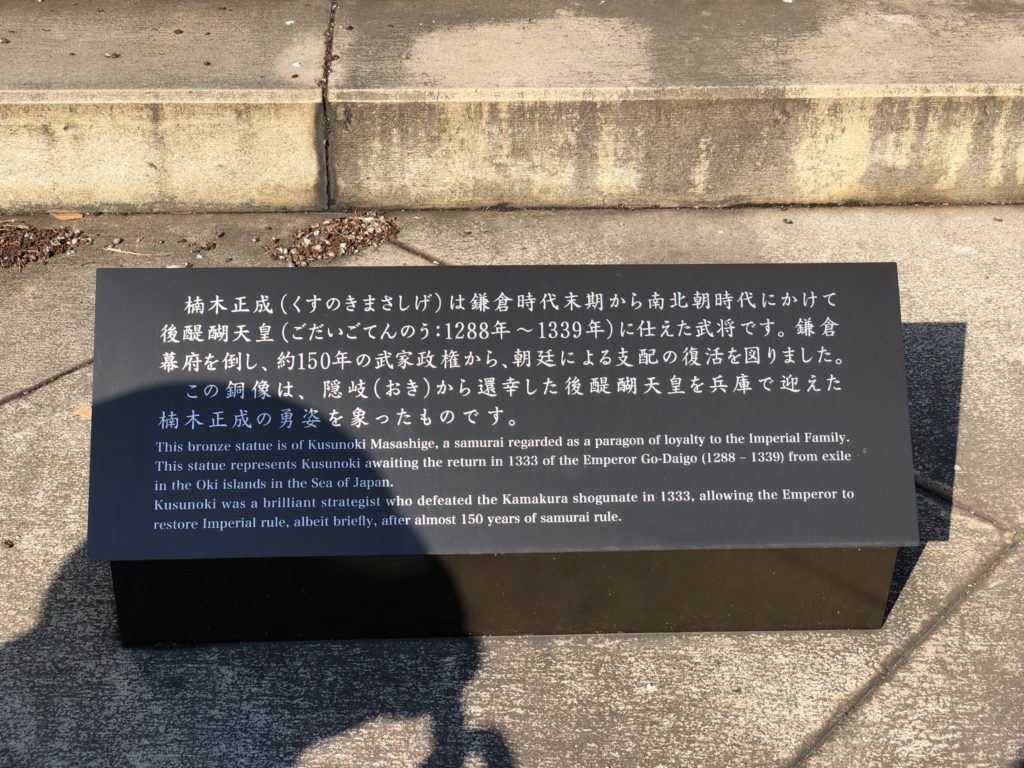 楠木正成(くすのきまさしげ)は鎌倉時代末期から南北朝時代にかけて
後醍醐天皇(ごだいごてんのう:1288年～1339年)に仕えた武将です。鎌倉
幕府を倒し、約150年の武家政権から、朝廷による支配の復活を図りました。
この銅像は、隠岐(おき)から還幸した後醍醐天皇を兵庫で迎えた
楠木正成の勇姿を象ったものです。
This bronze statue is of Kusunoki Masashige, a samurai regarded as a paragon of loyalty to the Imperial Family.
This statue represents Kusunoki awaiting the return in 1333 of the Emperor Go-Daigo (1288 – 1339) from exile
in the Oki islands in the Sea of Japan.
Kusunoki was a brilliant strategist who defeated the Kamakura shogunate in 1333, allowing the Emperor to
restore Imperial rule, albeit briefly, after almost 150 years of samurai rule.